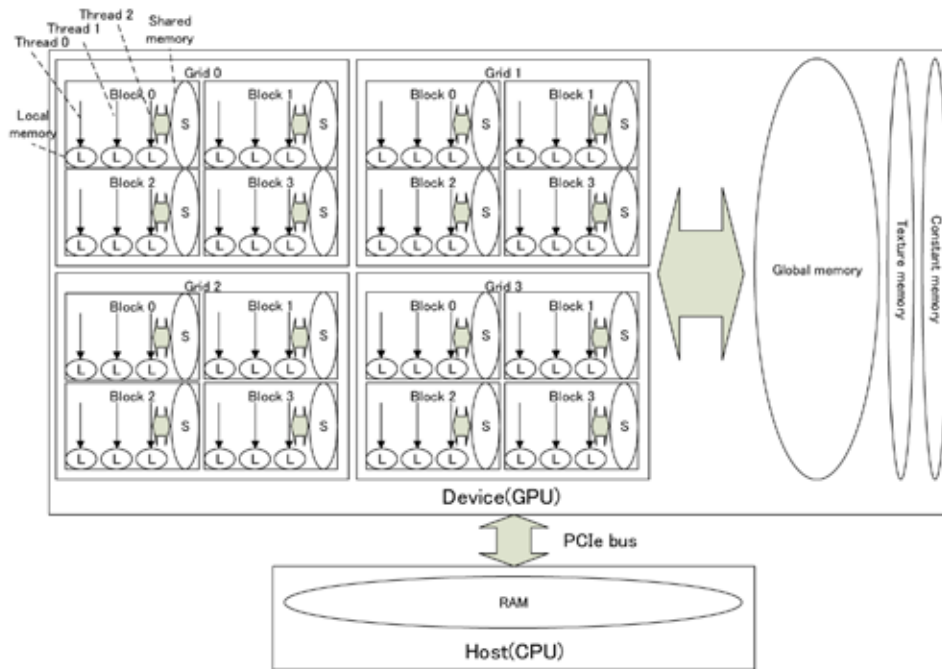 Thread 2
Thread 1
Thread 0
Shared
memory
Local
memory
Grid 0
Block 0
L L L
S
Block 1
L L L
S
Block 2
L L L
S
Block 3
L L L
S
Grid 1
Block 0
L L L
S
Block 1
L L L
S
Block 2
L L L
S
Block 3
L L L
S
Grid 2
Block 0
L L L
S
Block 1
L L L
S
Block 2
L L L
S
Block 3
L L L
S
Grid 3
Block 0
L L L
S
Block 1
L L L
S
Block 2
L L L
S
Block 3
L L L
S
Global memory
Texture memory
Constant memory
Device(GPU)
PCIe bus
RAM
Host(CPU)